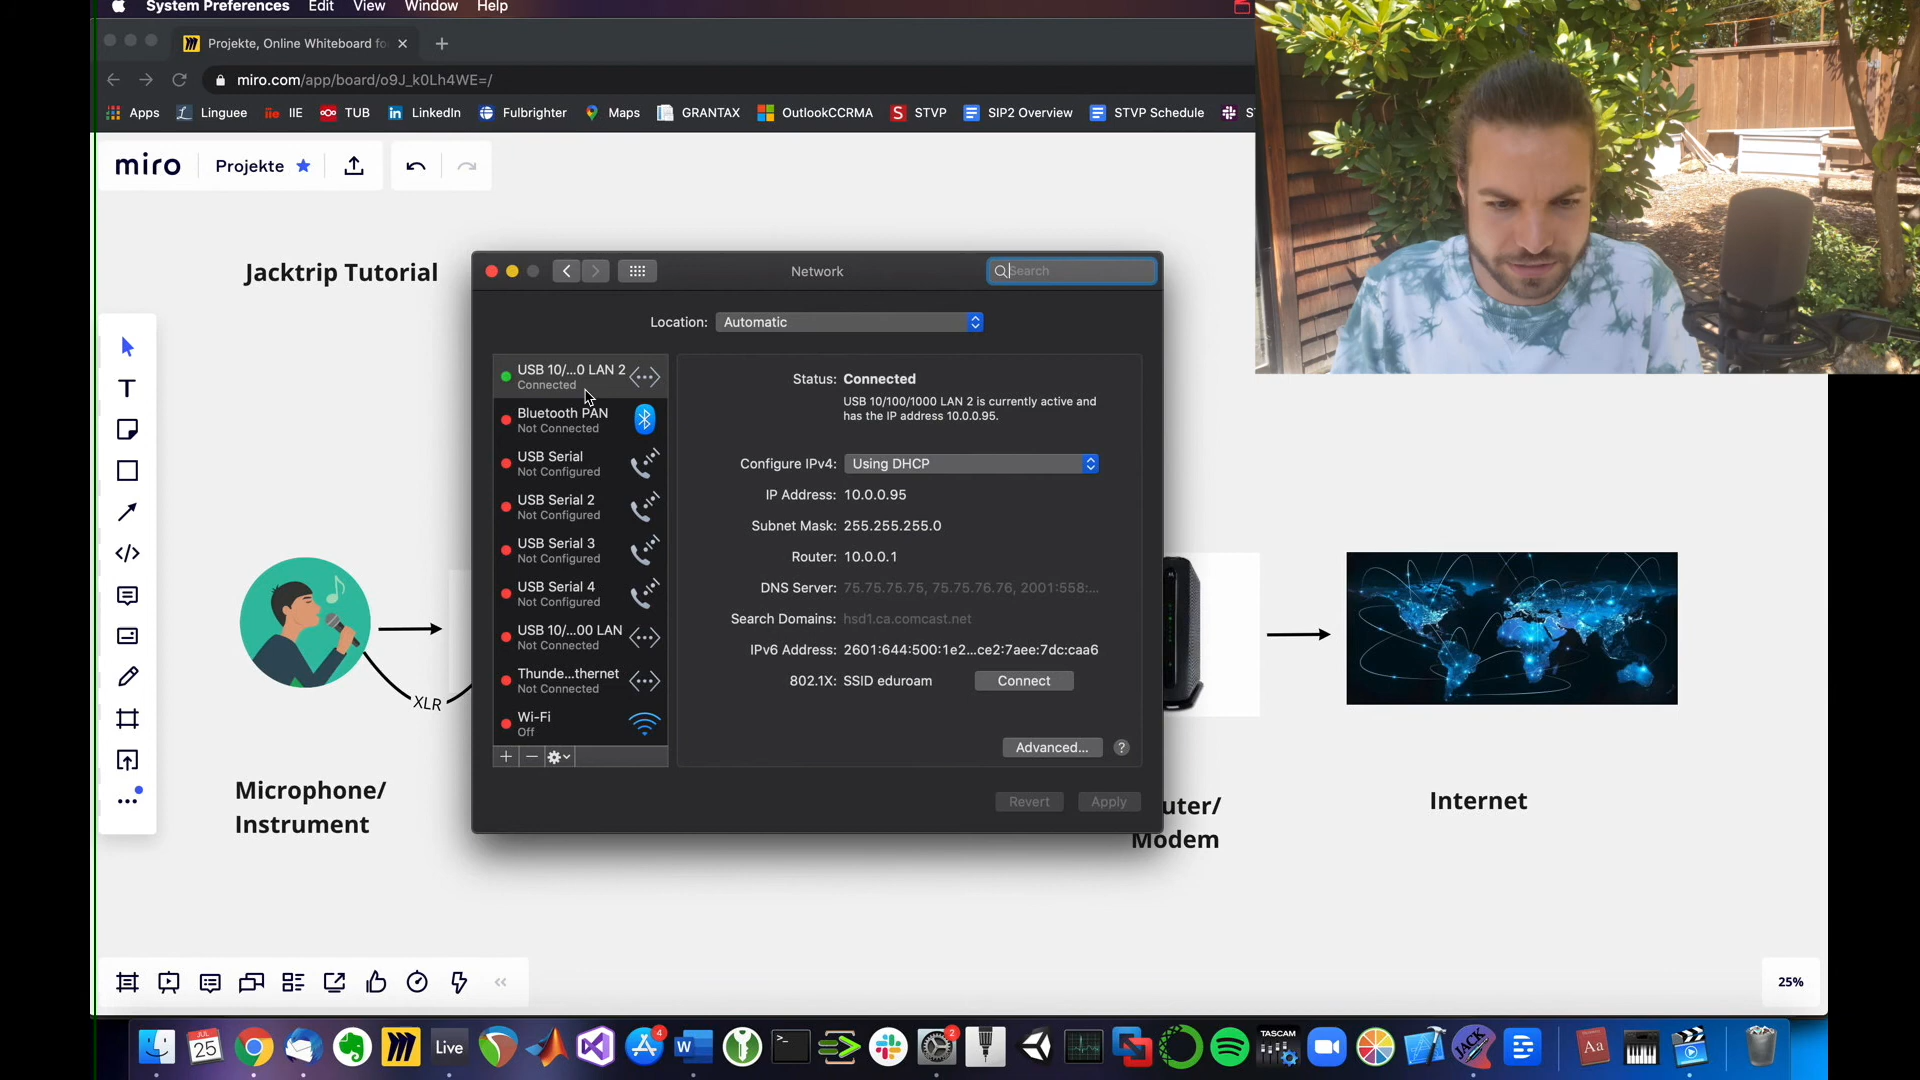 System Preferences Edit View Window Help
Projekte, Online Whiteboard fo
miro.com/app/board/o9J_k0Lh4WE=/
Apps Linguee IIE TUB LinkedIn Fulbrighter Maps GRANTAX OutlookCCRMA STVP SIP2 Overview STVP Schedule
miro Projekte
Jacktrip Tutorial
Network
Search
Location: Automatic
USB 10/...0 LAN 2
Connected
Bluetooth PAN
Not Connected
USB Serial
Not Configured
USB Serial 2
Not Configured
USB Serial 3
Not Configured
USB Serial 4
Not Configured
USB 10/...00 LAN
Not Connected
Thunde...thernet
Not Connected
Wi-Fi
Off
Status: Connected
USB 10/100/1000 LAN 2 is currently active and
has the IP address 10.0.0.95.
Configure IPv4: Using DHCP
IP Address: 10.0.0.95
Subnet Mask: 255.255.255.0
Router: 10.0.0.1
DNS Server: 75.75.75.75, 75.75.76.76, 2001:558:...
Search Domains: hsd1.ca.comcast.net
IPv6 Address: 2601:644:500:1e2...ce2:7aee:7dc:caa6
802.1X: SSID eduroam Connect
Advanced... ?
Revert Apply
XLR
Microphone/
Instrument
uter/
Modem
Internet
25%
JUL
25
Live
4
W
2
TASCAM
JACK
Aa